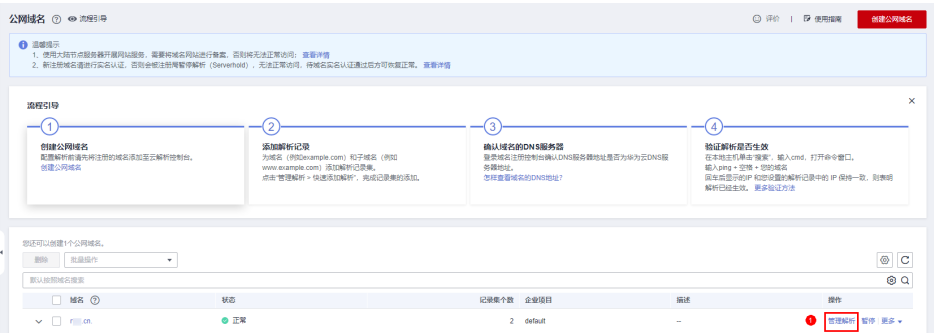 公网域名 流程引导 评价 使用指南 创建公网域名
温馨提示
1、使用大陆节点服务器开展网站服务，需要将域名网站进行备案，否则将无法正常访问；查看详情
2、新注册域名请进行实名认证，否则会被注册局暂停解析（Serverhold），无法正常访问，待域名实名认证通过后方可恢复正常。查看详情
流程引导
1
创建公网域名
配置解析前请先将注册的域名添加至云解析控制台。
创建公网域名
2
添加解析记录
为域名（例如example.com）和子域名（例如
www.example.com）添加解析记录集。
点击“管理解析 > 快速添加解析”，完成记录集的添加。
3
确认域名的DNS服务器
登录域名注册控制台确认DNS服务器地址是否为华为云DNS服
务器地址。
怎样查看域名的DNS地址？
4
验证解析是否生效
在本地主机单击“搜索”，输入cmd，打开命令窗口。
输入ping + 空格 + 您的域名
回车后显示的IP 和您设置的解析记录中的 IP 保持一致，则表明
解析已经生效。 更多验证方法
您还可以创建1个公网域名。
删除 批量操作
默认按照域名搜索
域名 状态 记录集个数 企业项目 描述 操作
r .cn. 正常 2 default -- 1 管理解析 暂停 更多